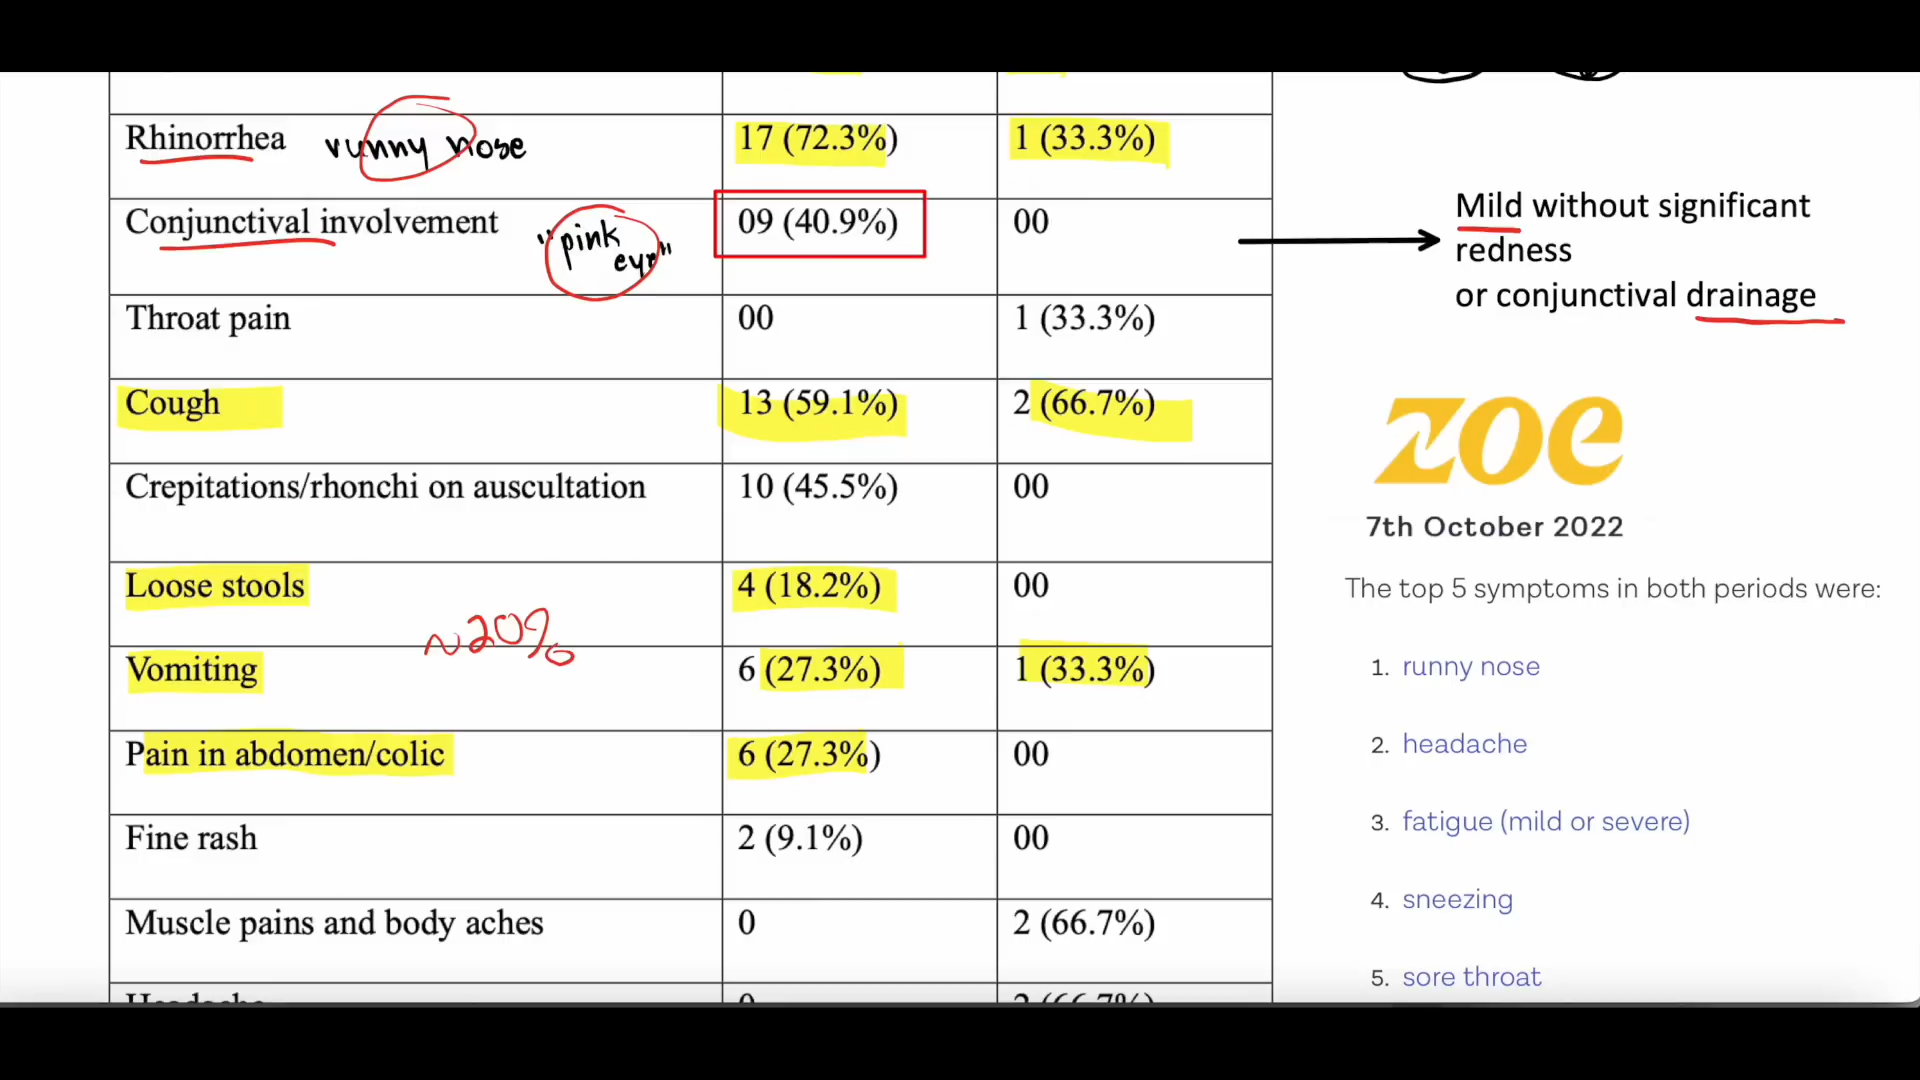 Rhinorrhea runny nose 17 (72.3%) 1 (33.3%)
Conjunctival involvement "pink eye" 09 (40.9%) 00
Throat pain 00 1 (33.3%)
Cough 13 (59.1%) 2 (66.7%)
Crepitations/rhonchi on auscultation 10 (45.5%) 00
Loose stools 4 (18.2%) 00
~20%
Vomiting 6 (27.3%) 1 (33.3%)
Pain in abdomen/colic 6 (27.3%) 00
Fine rash 2 (9.1%) 00
Muscle pains and body aches 0 2 (66.7%)
Headache 0 2 (66.7%)
Mild without significant
redness
or conjunctival drainage
zoe
7th October 2022
The top 5 symptoms in both periods were:
1. runny nose
2. headache
3. fatigue (mild or severe)
4. sneezing
5. sore throat